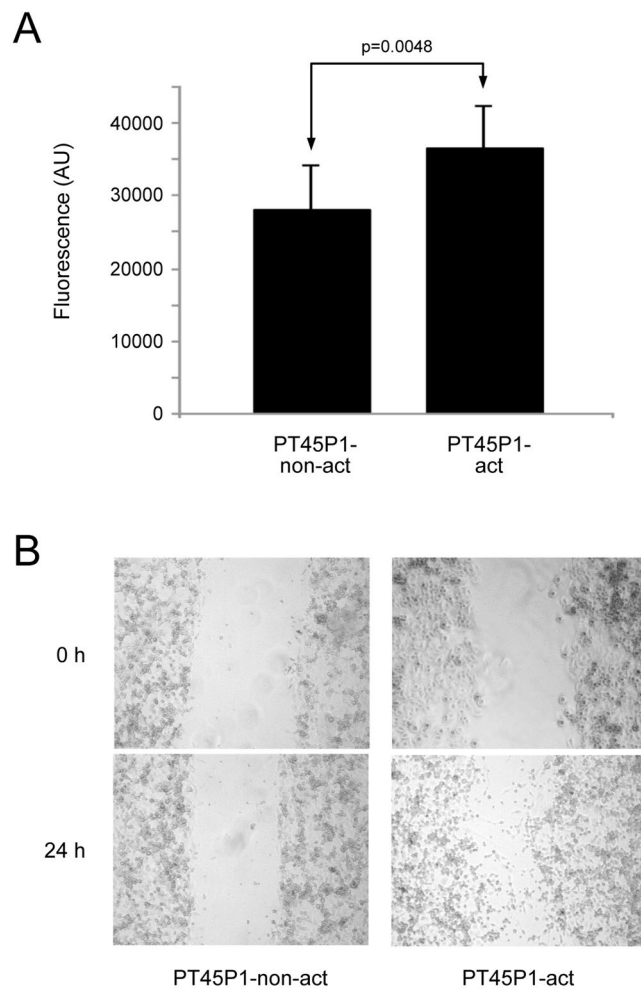 A
p=0.0048
Fluorescence (AU)
40000
30000
20000
10000
0
PT45P1-
non-act
PT45P1-
act
B
0 h
24 h
PT45P1-non-act
PT45P1-act